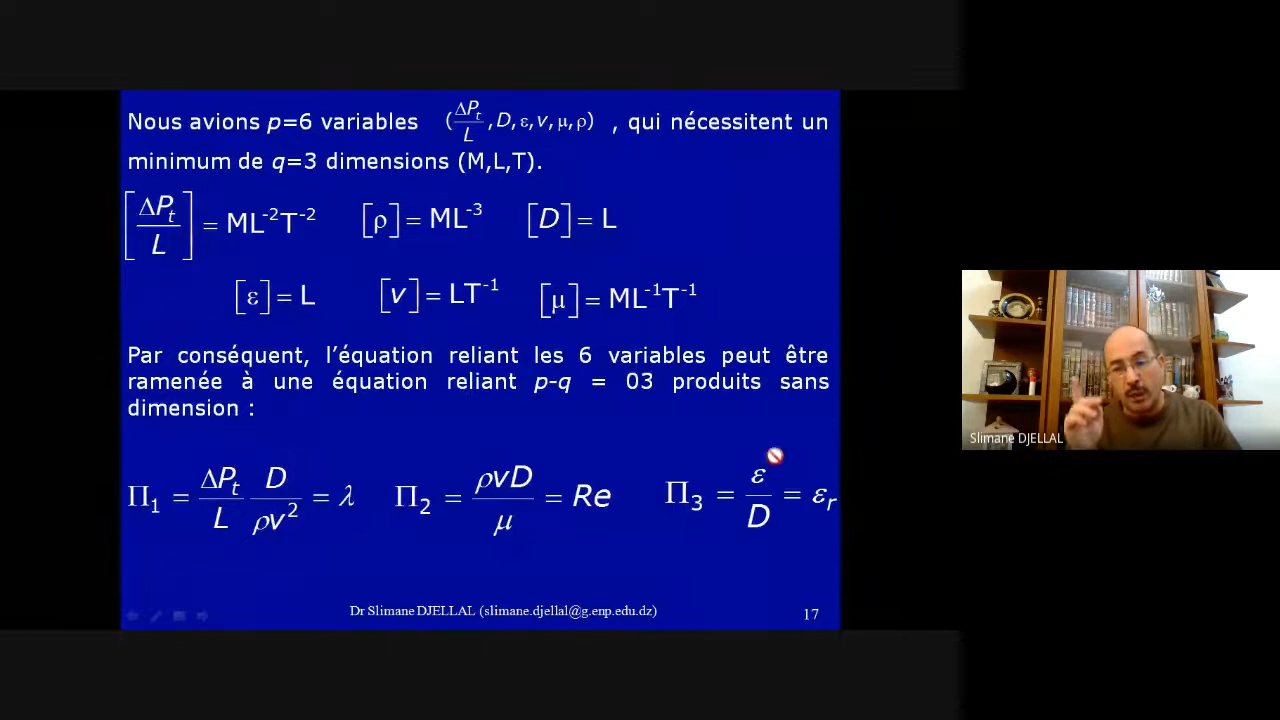 Nous avions p=6 variables (ΔPt/L, D, ε, v, μ, ρ) , qui nécessitent un
minimum de q=3 dimensions (M,L,T).
[ΔPt/L] = ML⁻²T⁻² [ρ] = ML⁻³ [D] = L
[ε] = L [v] = LT⁻¹ [μ] = ML⁻¹T⁻¹
Par conséquent, l’équation reliant les 6 variables peut être
ramenée à une équation reliant p-q = 03 produits sans
dimension :
Π₁ = ΔPt/L D/ρv² = λ Π₂ = ρvD/μ = Re Π₃ = ε/D = εr
Dr Slimane DJELLAL (slimane.djellal@g.enp.edu.dz) 17
Slimane DJELLAL